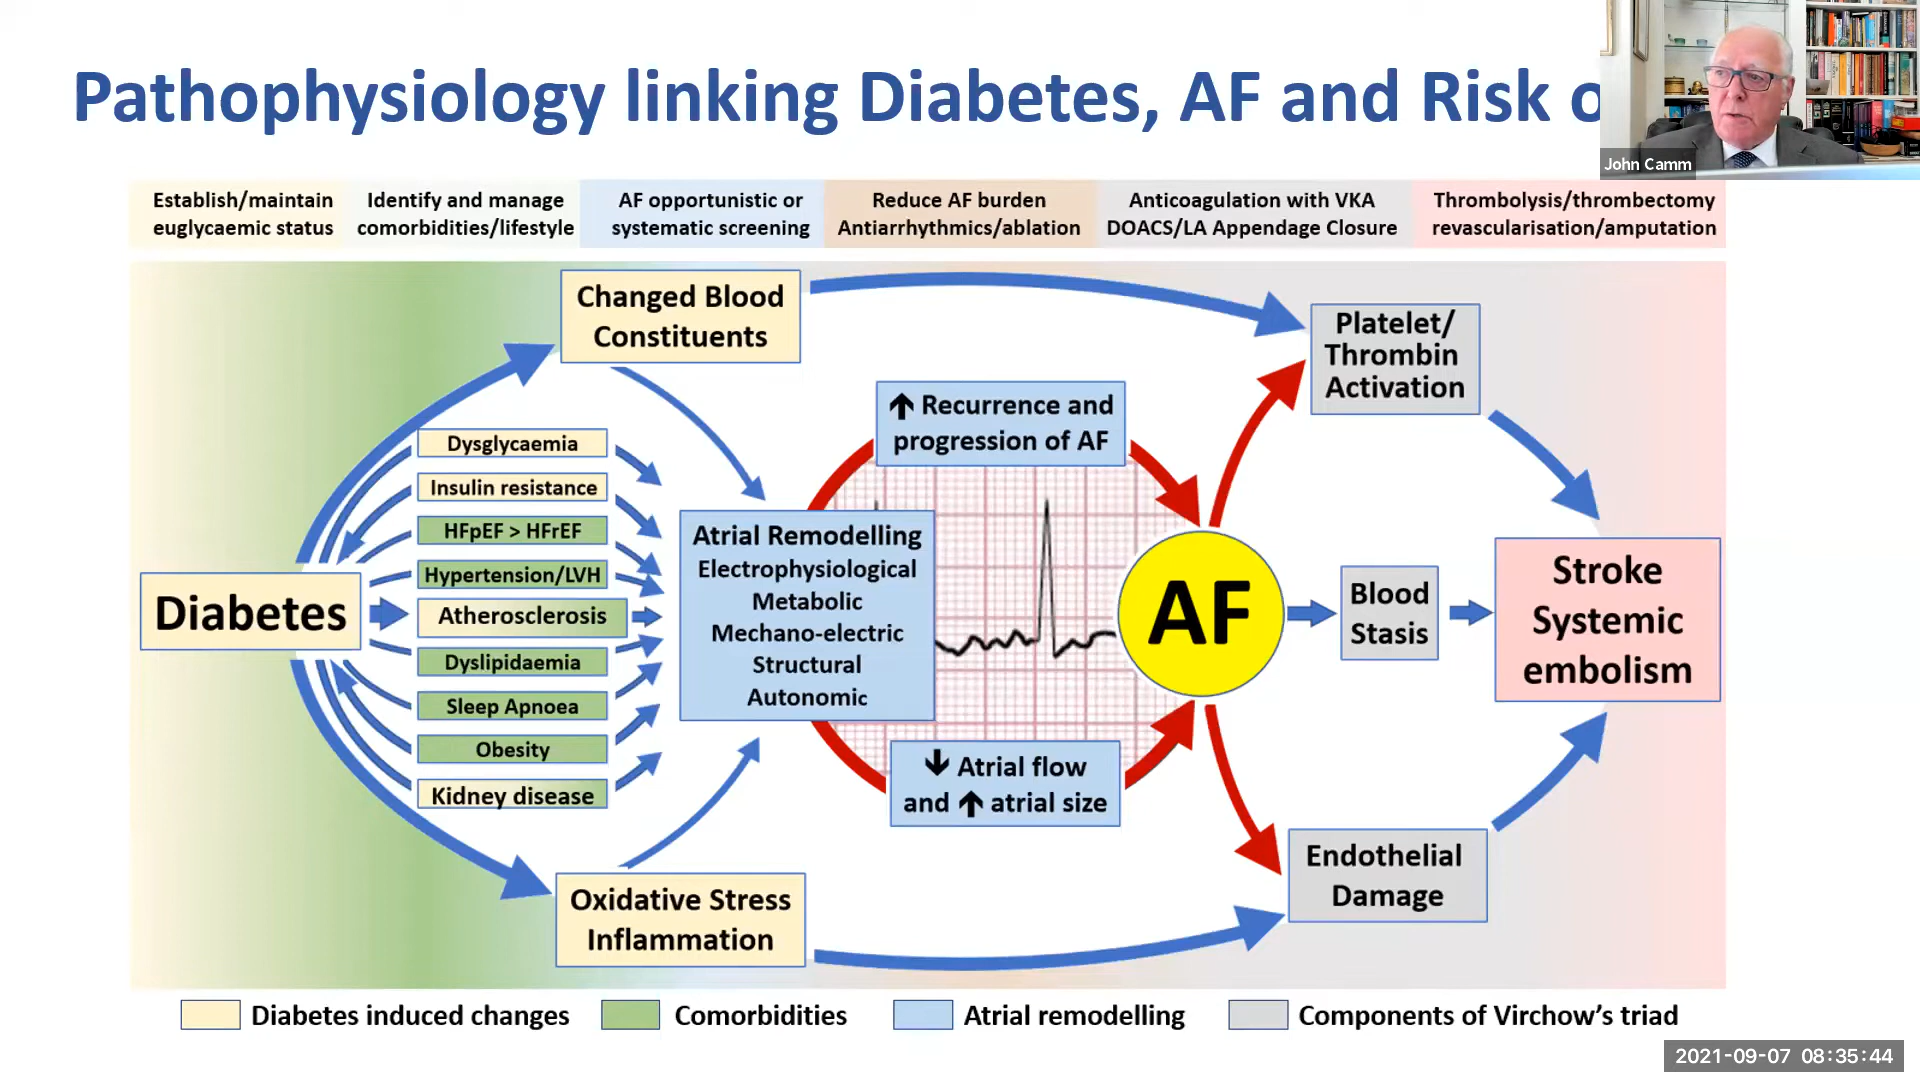 Pathophysiology linking Diabetes, AF and Risk o
John Camm
Establish/maintain
euglycaemic status
Identify and manage
comorbidities/lifestyle
AF opportunistic or
systematic screening
Reduce AF burden
Antiarrhythmics/ablation
Anticoagulation with VKA
DOACS/LA Appendage Closure
Thrombolysis/thrombectomy
revascularisation/amputation
Changed Blood
Constituents
Platelet/
Thrombin
Activation
↑ Recurrence and
progression of AF
Dysglycaemia
Insulin resistance
HFpEF > HFrEF
Hypertension/LVH
Atherosclerosis
Dyslipidaemia
Sleep Apnoea
Obesity
Kidney disease
Diabetes
Atrial Remodelling
Electrophysiological
Metabolic
Mechano-electric
Structural
Autonomic
AF
Blood
Stasis
Stroke
Systemic
embolism
↓ Atrial flow
and ↑ atrial size
Endothelial
Damage
Oxidative Stress
Inflammation
Diabetes induced changes
Comorbidities
Atrial remodelling
Components of Virchow's triad
2021-09-07 08:35:44